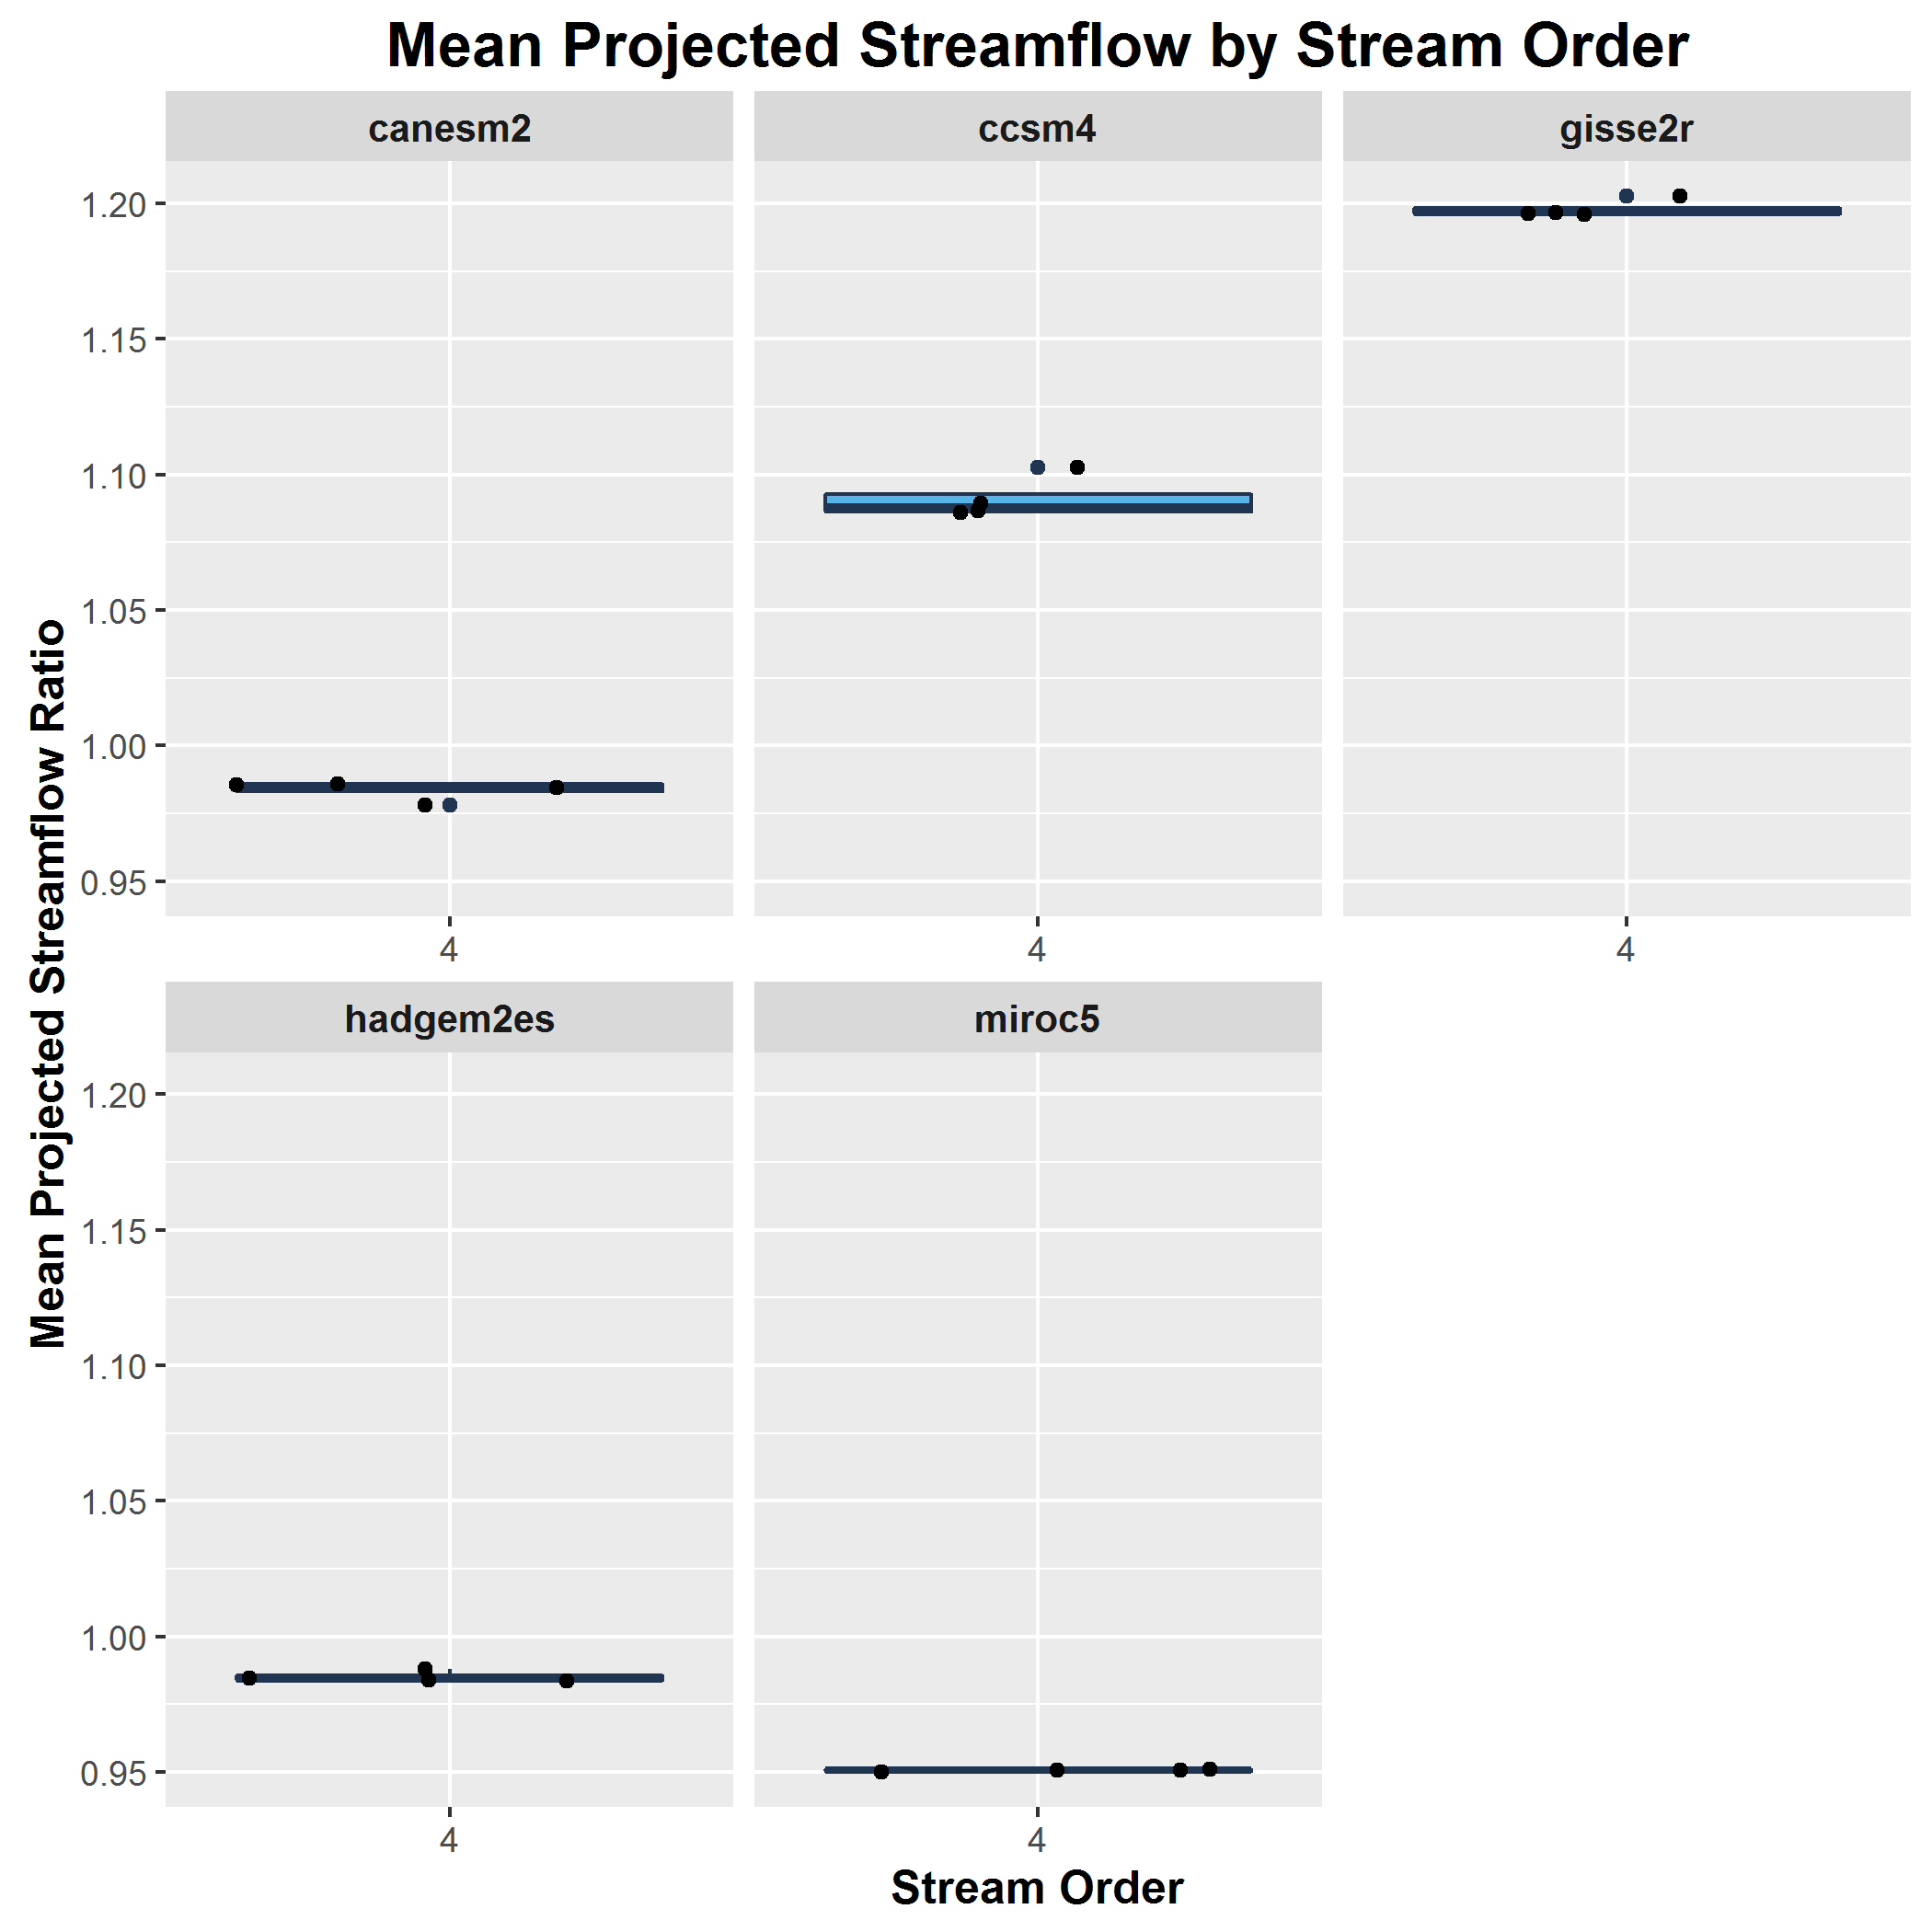 Mean Projected Streamflow by Stream Order
canesm2
ccsm4
gisse2r
1.20
1.15
1.10
1.05
1.00
0.95
4
4
4
Mean Projected Streamflow Ratio
hadgem2es
miroc5
1.20
1.15
1.10
1.05
1.00
0.95
4
4
Stream Order